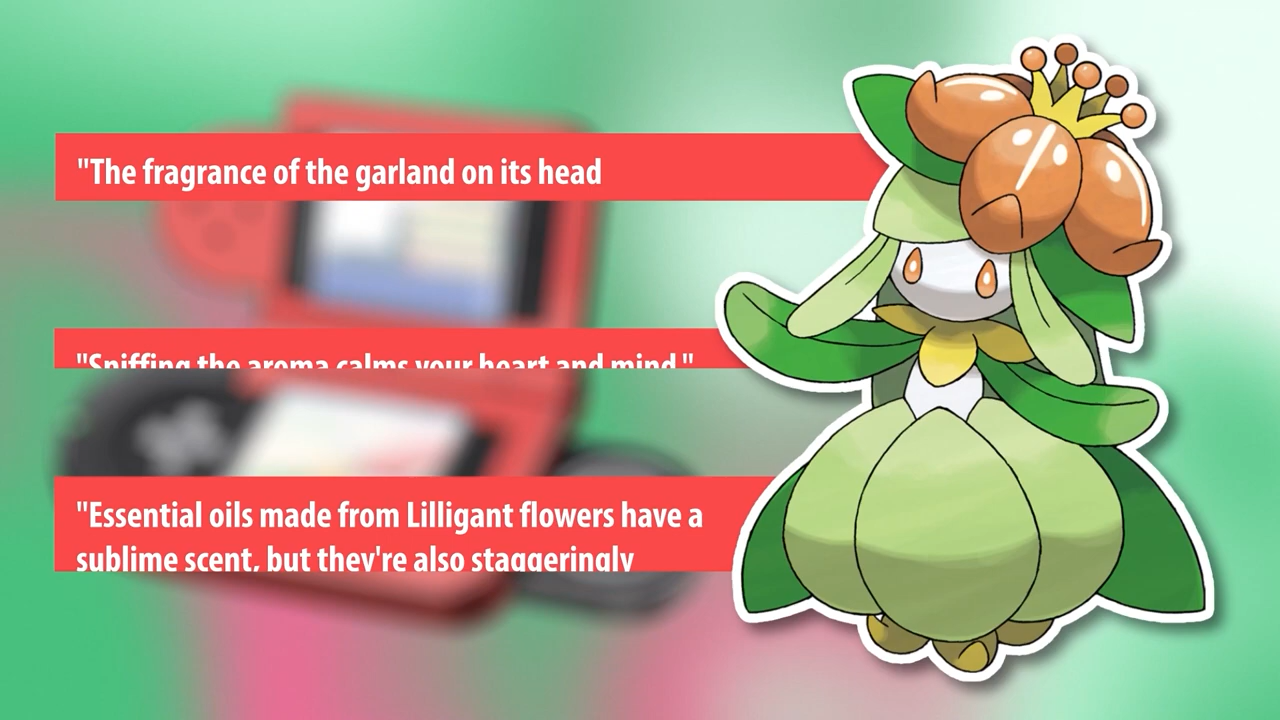 "The fragrance of the garland on its head
"Sniffing the aroma calms your heart and mind."
"Essential oils made from Lilligant flowers have a
sublime scent, but they're also staggeringly